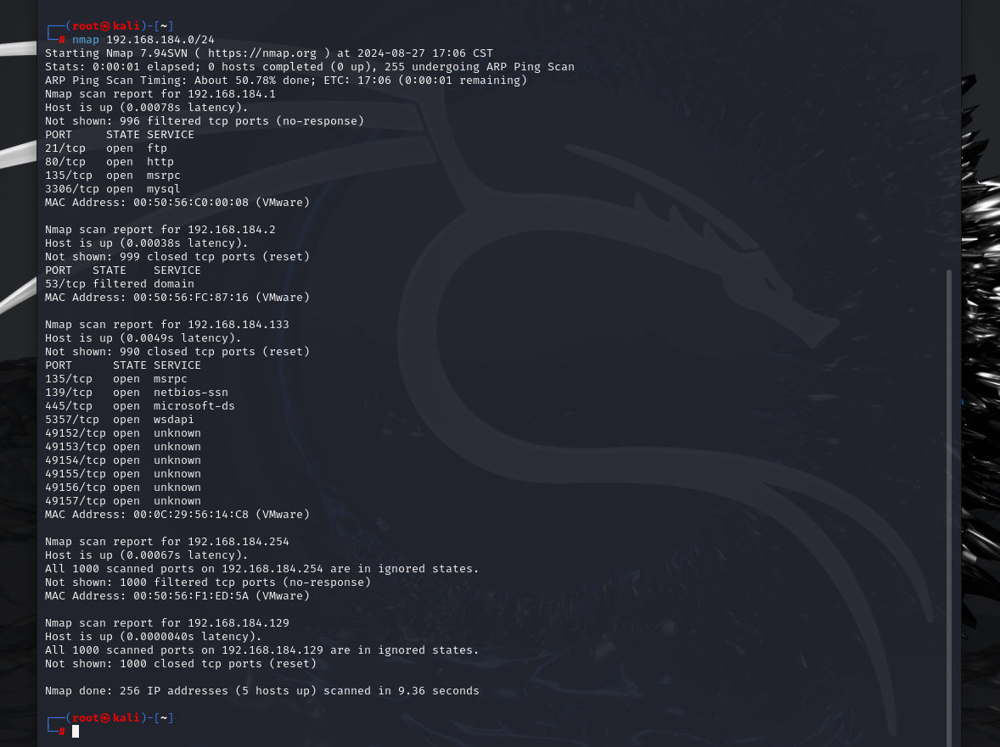 ┌──(root㉿kali)-[~]
└─# nmap 192.168.184.0/24
Starting Nmap 7.94SVN ( https://nmap.org ) at 2024-08-27 17:06 CST
Stats: 0:00:01 elapsed; 0 hosts completed (0 up), 255 undergoing ARP Ping Scan
ARP Ping Scan Timing: About 50.78% done; ETC: 17:06 (0:00:01 remaining)
Nmap scan report for 192.168.184.1
Host is up (0.00078s latency).
Not shown: 996 filtered tcp ports (no-response)
PORT     STATE SERVICE
21/tcp   open  ftp
80/tcp   open  http
135/tcp  open  msrpc
3306/tcp open  mysql
MAC Address: 00:50:56:C0:00:08 (VMware)

Nmap scan report for 192.168.184.2
Host is up (0.00038s latency).
Not shown: 999 closed tcp ports (reset)
PORT   STATE    SERVICE
53/tcp filtered domain
MAC Address: 00:50:56:FC:87:16 (VMware)

Nmap scan report for 192.168.184.133
Host is up (0.0049s latency).
Not shown: 990 closed tcp ports (reset)
PORT      STATE SERVICE
135/tcp   open  msrpc
139/tcp   open  netbios-ssn
445/tcp   open  microsoft-ds
5357/tcp  open  wsdapi
49152/tcp open  unknown
49153/tcp open  unknown
49154/tcp open  unknown
49155/tcp open  unknown
49156/tcp open  unknown
49157/tcp open  unknown
MAC Address: 00:0C:29:56:14:C8 (VMware)

Nmap scan report for 192.168.184.254
Host is up (0.00067s latency).
All 1000 scanned ports on 192.168.184.254 are in ignored states.
Not shown: 1000 filtered tcp ports (no-response)
MAC Address: 00:50:56:F1:ED:5A (VMware)

Nmap scan report for 192.168.184.129
Host is up (0.0000040s latency).
All 1000 scanned ports on 192.168.184.129 are in ignored states.
Not shown: 1000 closed tcp ports (reset)

Nmap done: 256 IP addresses (5 hosts up) scanned in 9.36 seconds

┌──(root㉿kali)-[~]
└─#